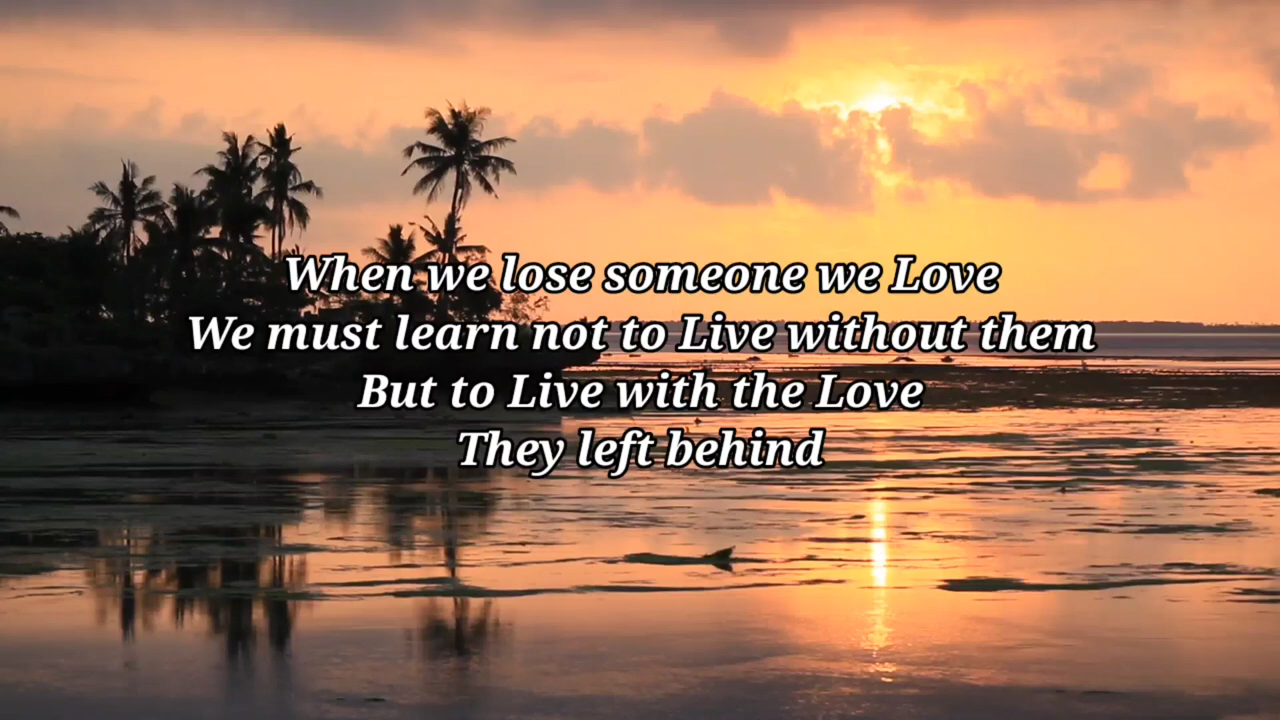 When we lose someone we Love
We must learn not to Live without them
But to Live with the Love
They left behind